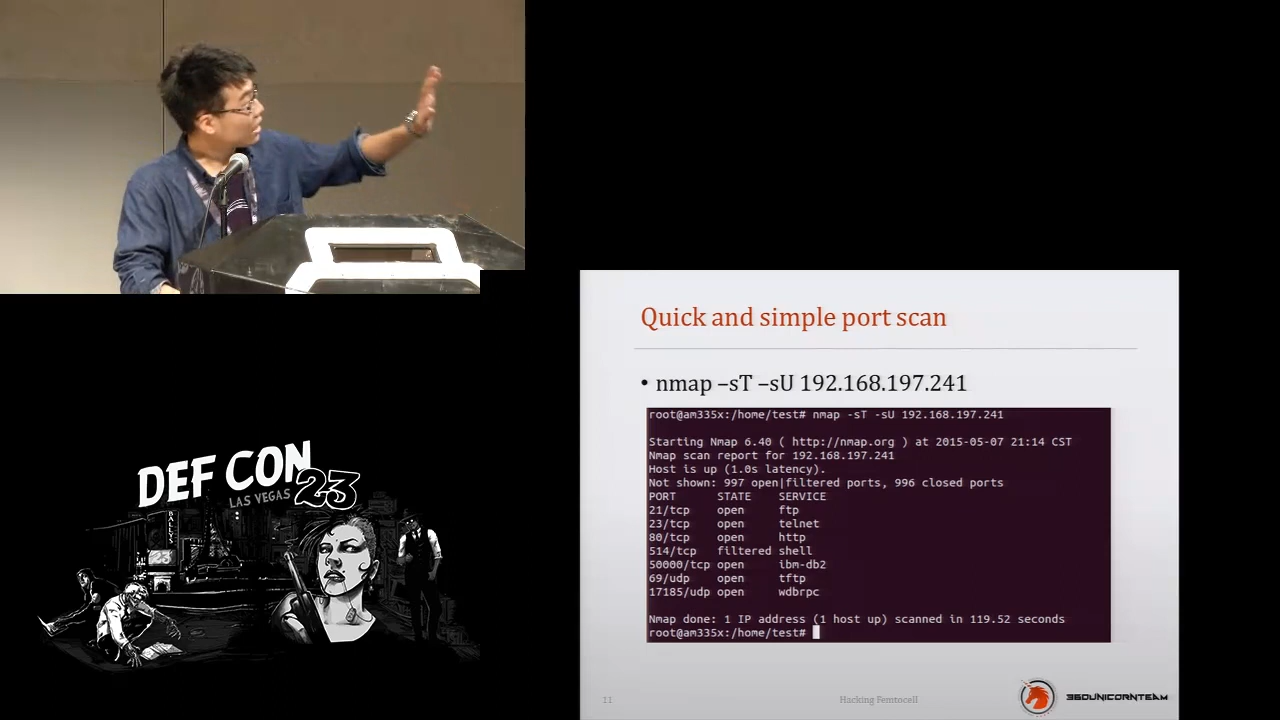 Quick and simple port scan
• nmap –sT –sU 192.168.197.241
root@am335x:/home/test# nmap -sT -sU 192.168.197.241
Starting Nmap 6.40 ( http://nmap.org ) at 2015-05-07 21:14 CST
Nmap scan report for 192.168.197.241
Host is up (1.0s latency).
Not shown: 997 open|filtered ports, 996 closed ports
PORT STATE SERVICE
21/tcp open ftp
23/tcp open telnet
80/tcp open http
514/tcp filtered shell
50000/tcp open ibm-db2
69/udp open tftp
17185/udp open wdbrpc
Nmap done: 1 IP address (1 host up) scanned in 119.52 seconds
root@am335x:/home/test#
DEF CON
LAS VEGAS 23
BALLYS
11
Hacking Femtocell
360UNICORNTEAM